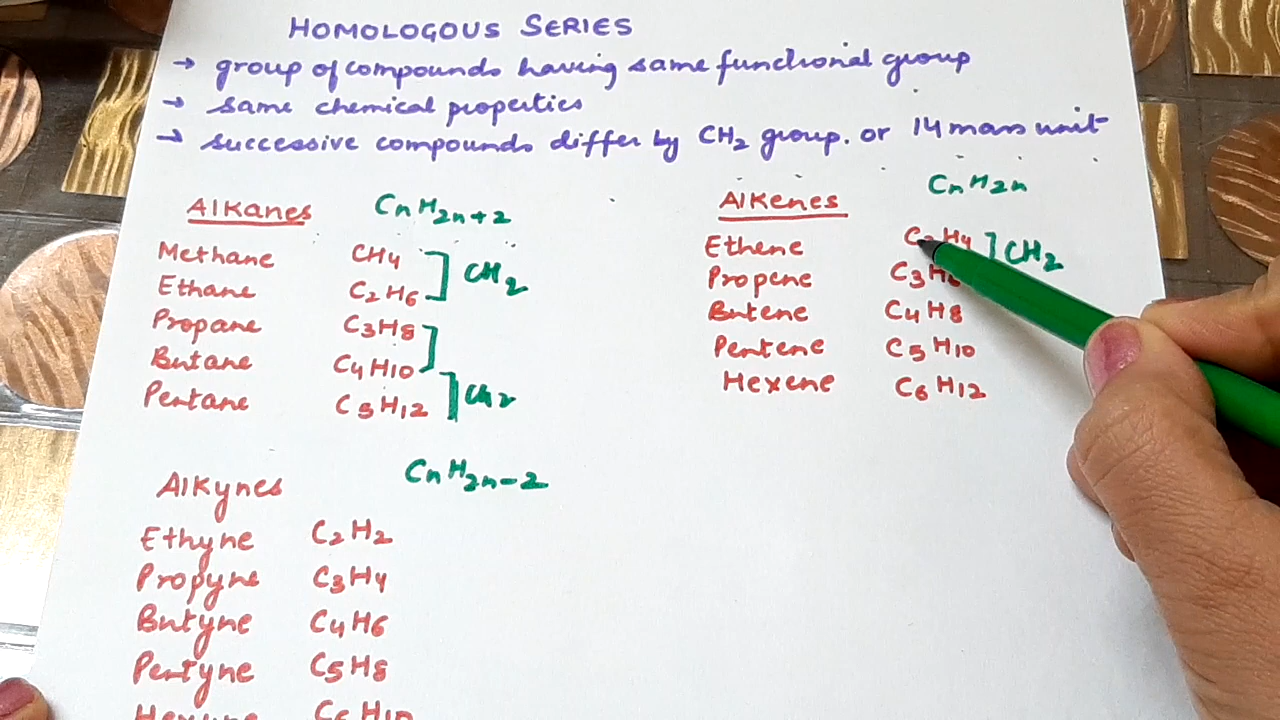 HOMOLOGOUS SERIES
→ group of compounds having same functional group
→ same chemical properties
→ successive compounds differ by CH2 group. or 14 mass unit
Alkanes CnH2n+2
Methane CH4
Ethane C2H6
CH2
Propane C3H8
Butane C4H10
Pentane C5H12
CH2
Alkenes CnH2n
Ethene C2H4
CH2
Propene
Butene C4H8
Pentene C5H10
Hexene C6H12
Alkynes CnH2n-2
Ethyne C2H2
Propyne C3H4
Butyne C4H6
Pentyne C5H8